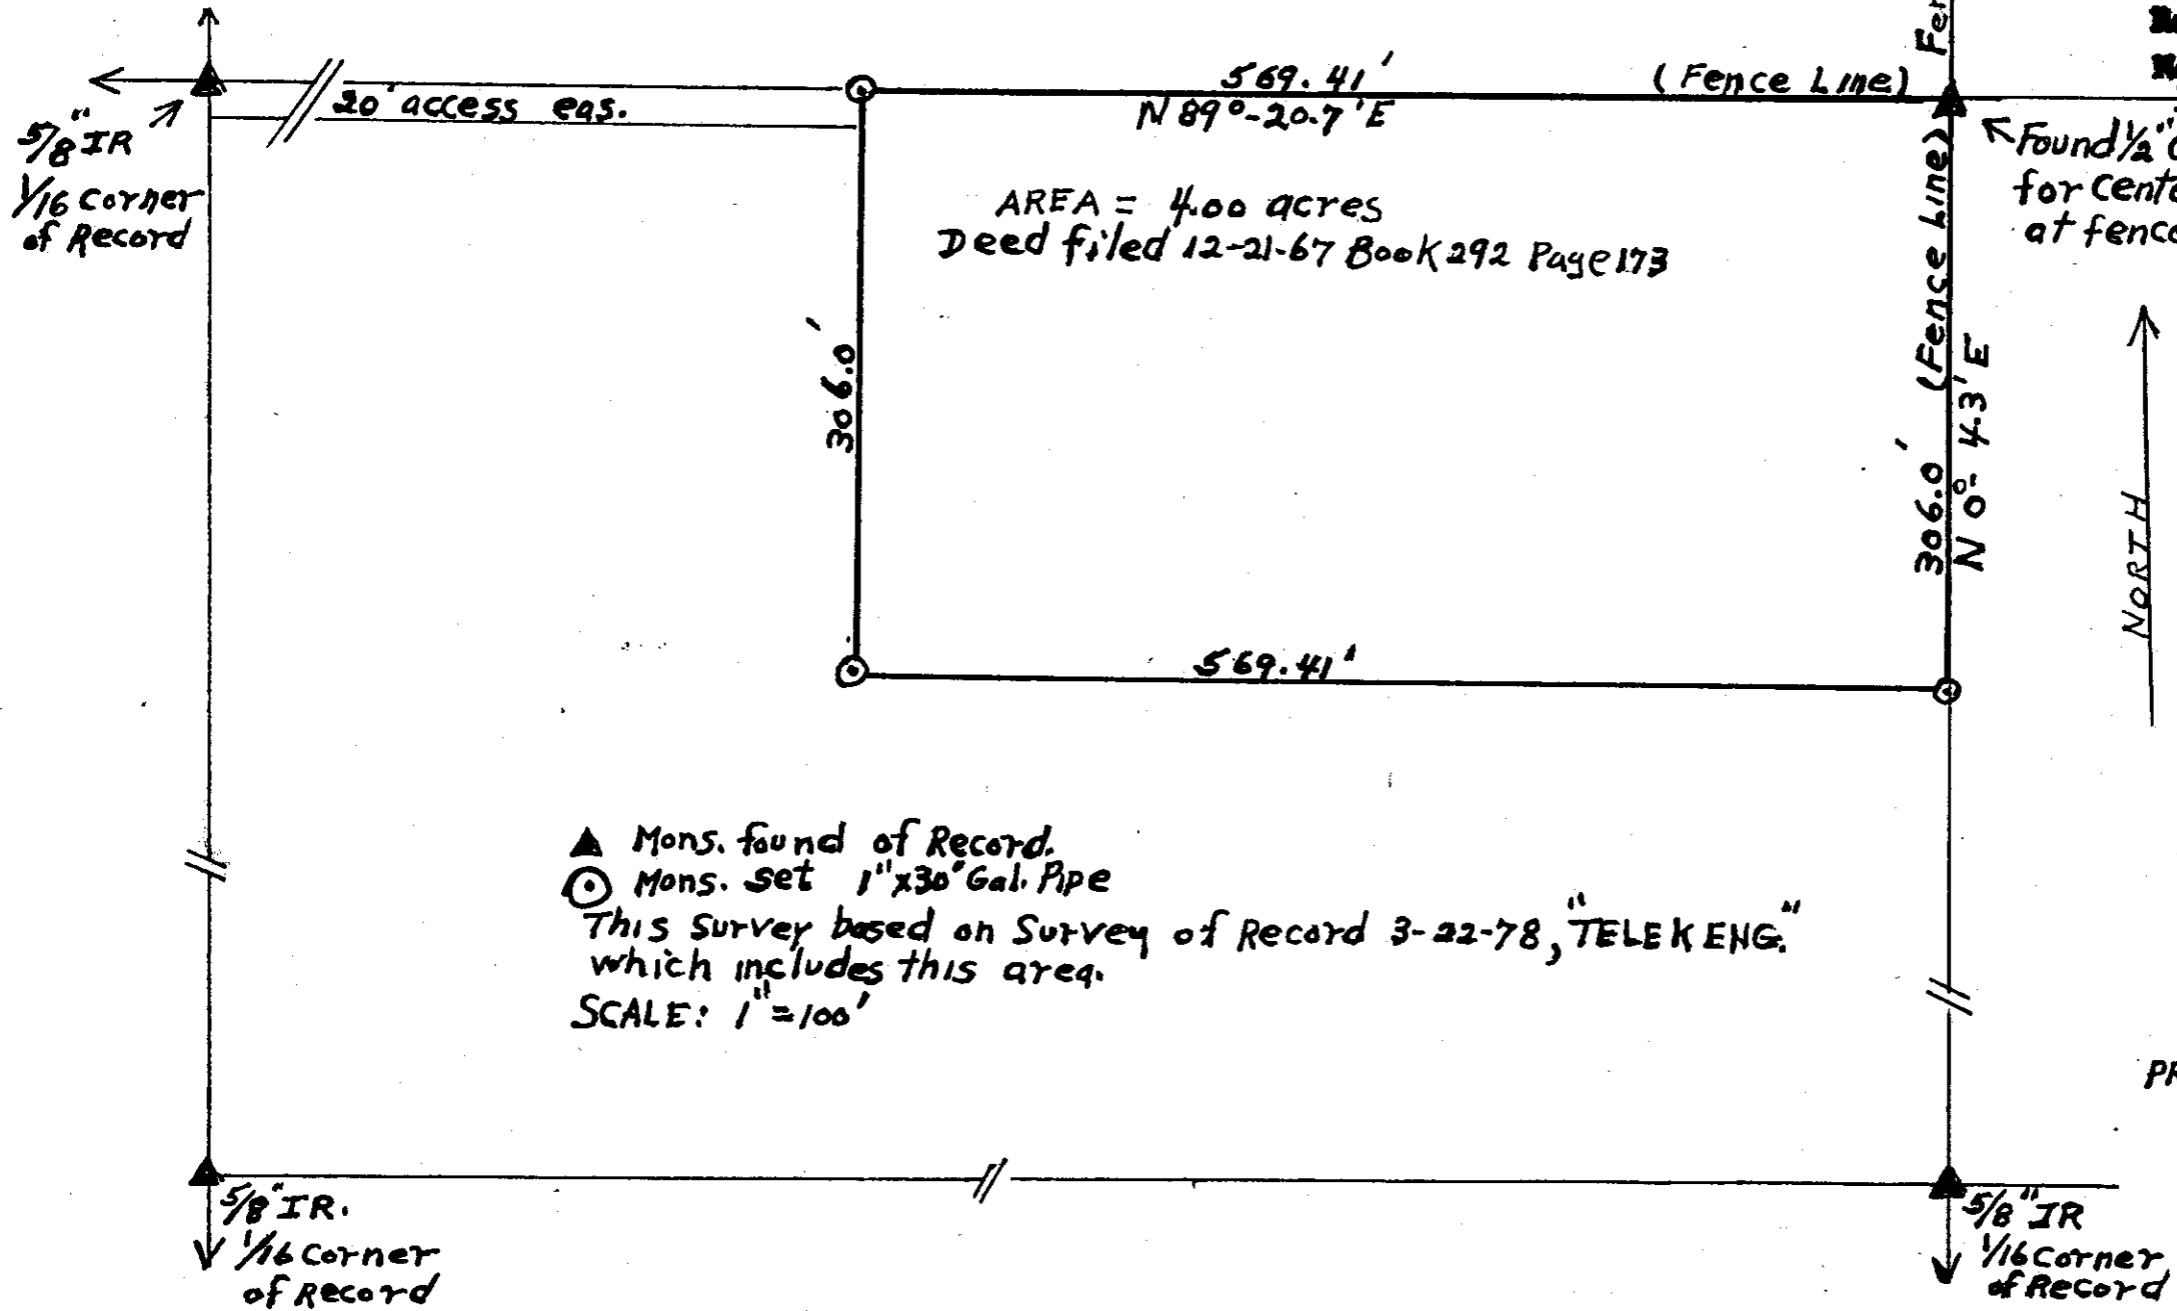 569.41'
(Fence Line)
N 89°-20.7'E
20' access eas.
5/8" IR
1/16 Corner
of Record
Found 1/2"
for
at
AREA = 4.00 acres
Deed filed 12-21-67 Book 292 Page 173
306.0'
306.0' (Fence Line)
N 0°- 43' E
NORTH
569.41'
▲ Mons. found of Record.
⊙ Mons. set 1"x30" Gal. Pipe
This Survey based on Survey of Record 3-22-78, "TELEK ENG."
which includes this area.
SCALE: 1"=100'
5/8" IR.
1/16 Corner
of Record
5/8" IR
1/16 Corner
of Record